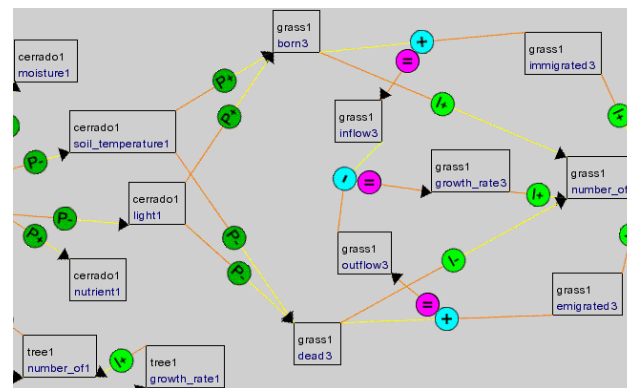 grass1
born3
cerrado1
moisture1
P+
+
=
grass1
immigrated3
cerrado1
soil_temperature1
P+
I+
I+
P-
grass1
inflow3
cerrado1
light1
-
=
grass1
growth_rate3
I+
grass1
number_of
P-
P+
P-
P-
cerrado1
nutrient1
grass1
outflow3
I-
grass1
emigrated3
=
+
grass1
dead3
tree1
number_of1
I+
tree1
growth_rate1